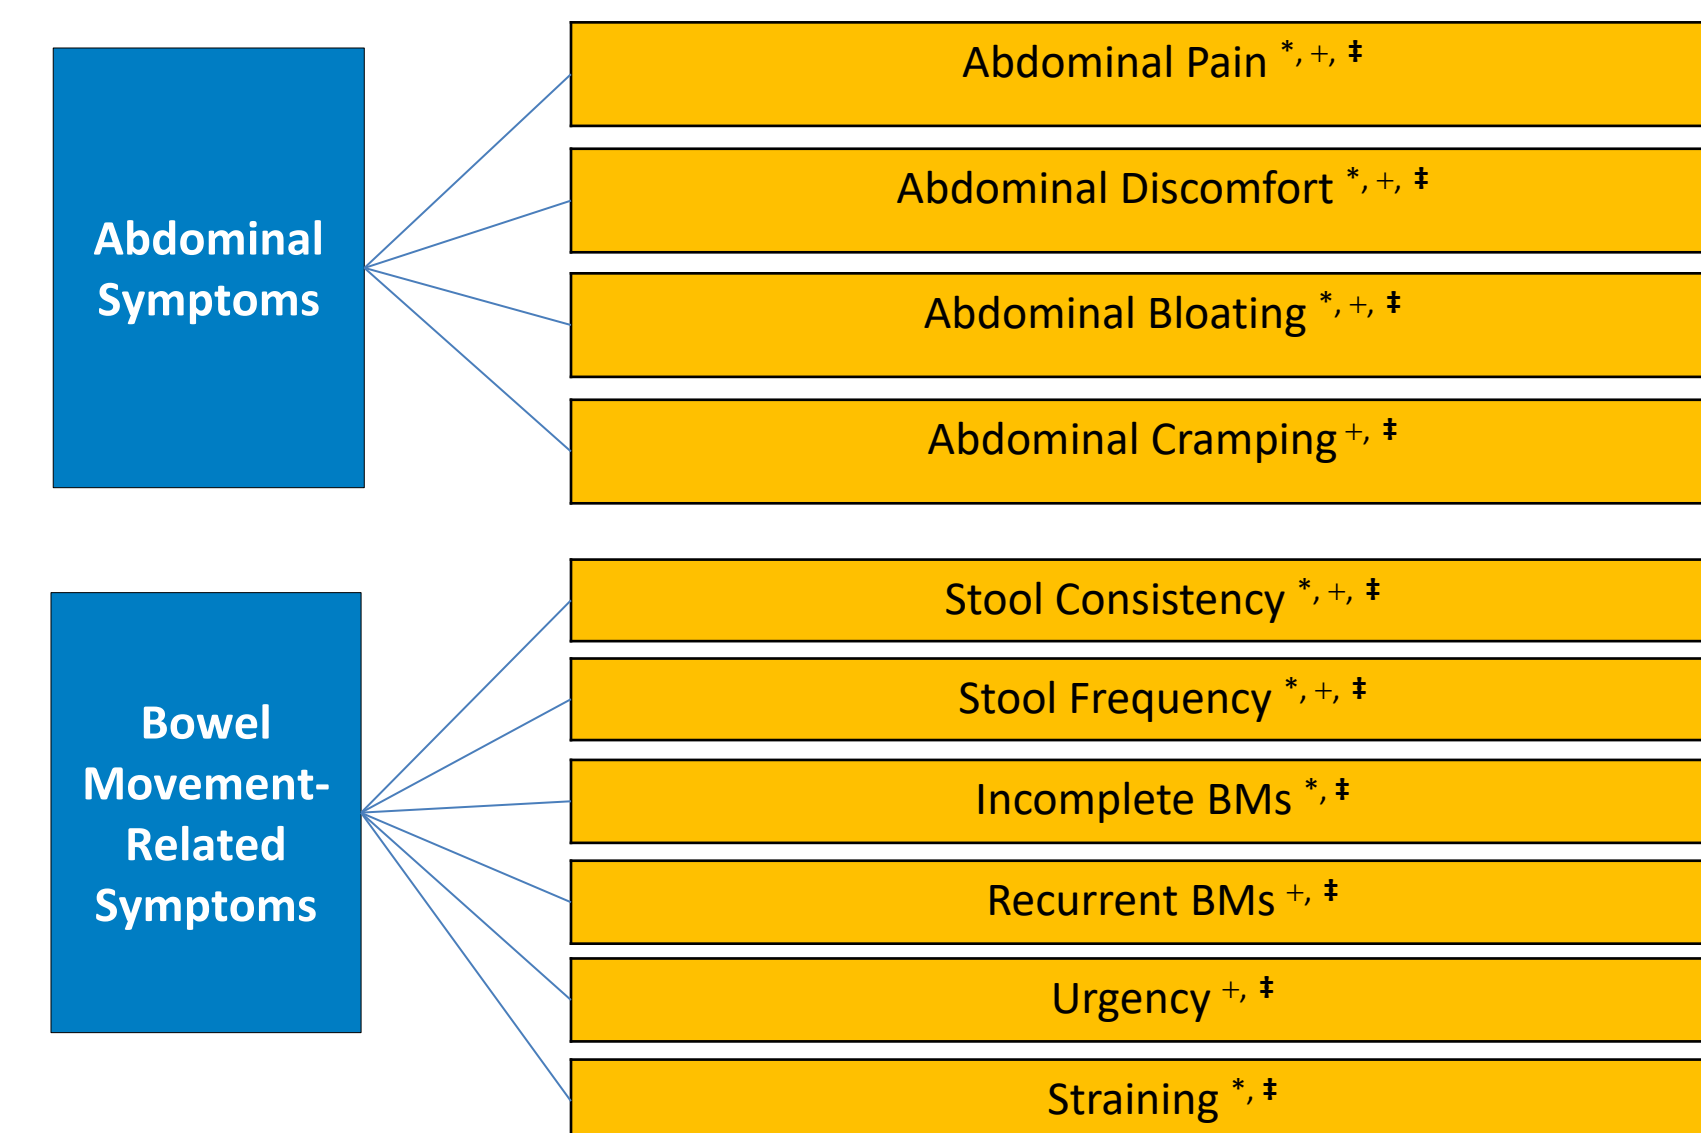 Abdominal
Symptoms
Abdominal Pain *, +, ‡
Abdominal Discomfort *, +, ‡
Abdominal Bloating *, +, ‡
Abdominal Cramping +, ‡
Bowel
Movement-
Related
Symptoms
Stool Consistency *, +, ‡
Stool Frequency *, +, ‡
Incomplete BMs *, ‡
Recurrent BMs +, ‡
Urgency +, ‡
Straining *, ‡